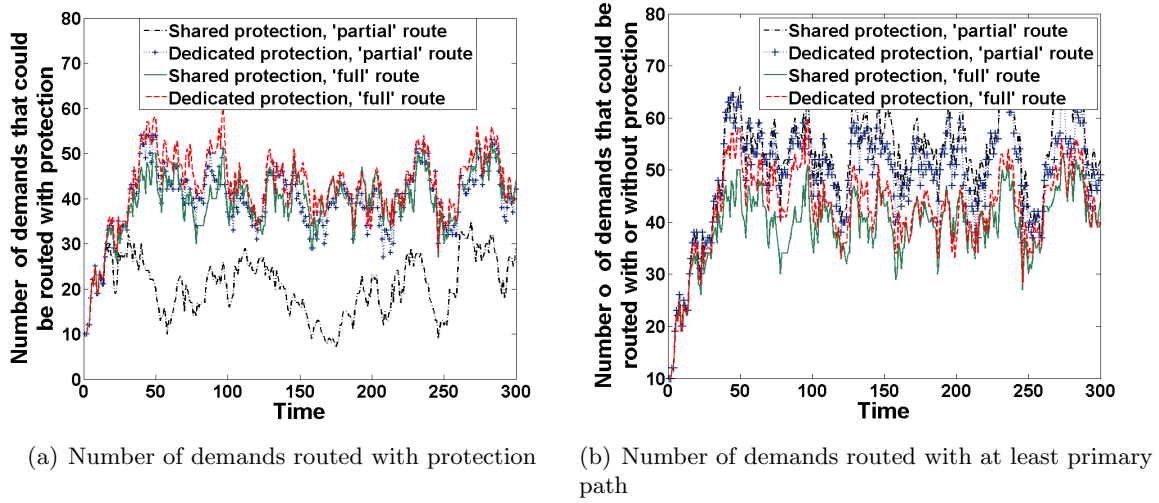 Number of demands that could
be routed with protection
80
70
60
50
40
30
20
10
0
Shared protection, 'partial' route
Dedicated protection, 'partial' route
Shared protection, 'full' route
Dedicated protection, 'full' route
0
50
100
150
200
250
300
Time
(a) Number of demands routed with protection
Number o of demands that could be
routed with or without protection
80
70
60
50
40
30
20
10
Shared protection, 'partial' route
Dedicated protection, 'partial' route
Shared protection, 'full' route
Dedicated protection, 'full' route
0
50
100
150
200
250
300
Time
(b) Number of demands routed with at least primary
path